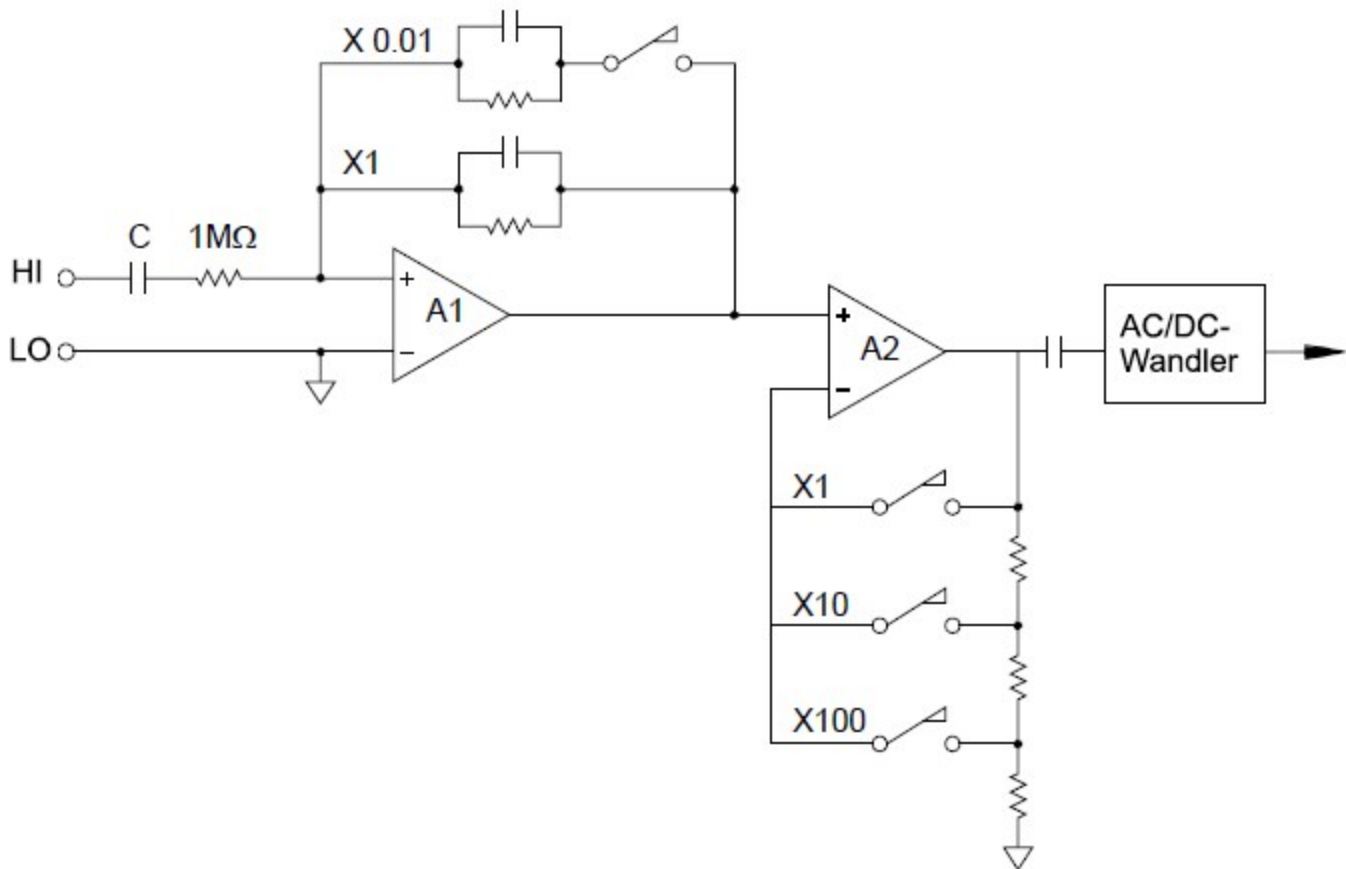 X 0.01
X1
C 1MΩ
HI
+
A1
−
LO
+
A2
−
AC/DC-
Wandler
X1
X10
X100